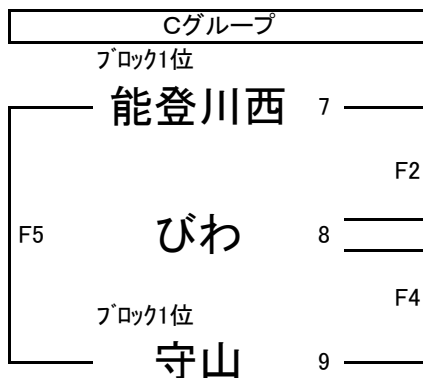 Cグループ
ブロック1位
能登川西 7
F2
F5 びわ 8
F4
ブロック1位
守山 9